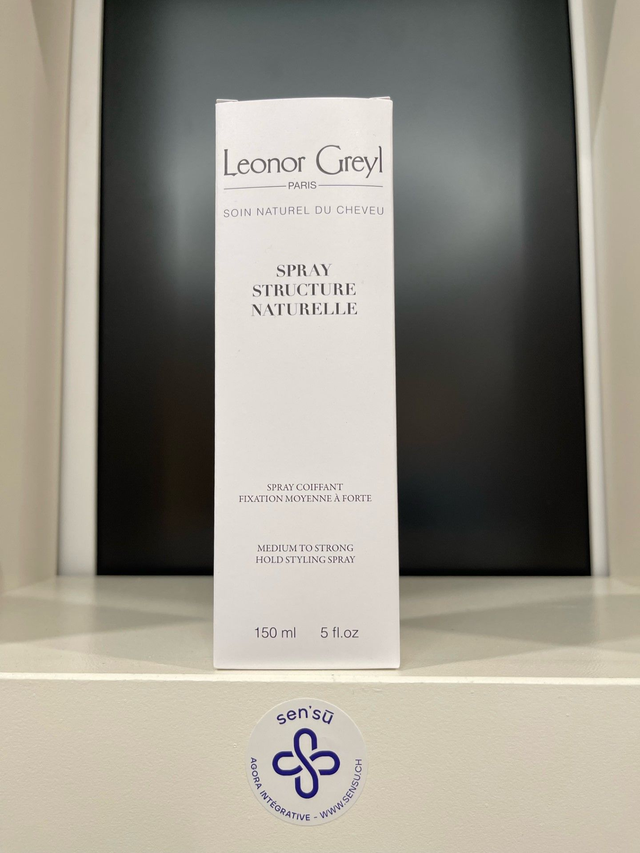 Leonor Greyl
PARIS
SOIN NATUREL DU CHEVEU
SPRAY
STRUCTURE
NATURELLE
SPRAY COIFFANT
FIXATION MOYENNE À FORTE
MEDIUM TO STRONG
HOLD STYLING SPRAY
150 ml 5 fl.oz
sen'sū
AGORA INTÉGRATIVE - WWW.SENSU.CH